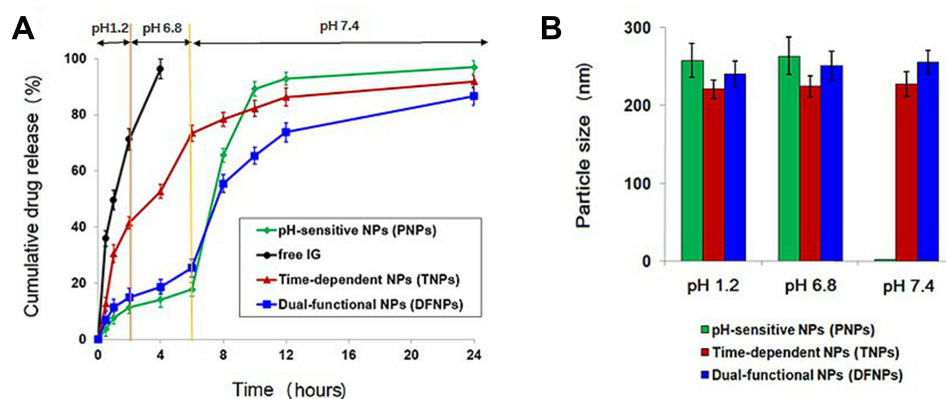 A
pH1.2 pH 6.8 pH 7.4
Cumulative drug release (%)
100
80
60
40
20
0
0 4 8 12 16 20 24
Time (hours)
pH-sensitive NPs (PNPs)
free IG
Time-dependent NPs (TNPs)
Dual-functional NPs (DFNPs)
B
Particle size (nm)
300
200
100
0
pH 1.2 pH 6.8 pH 7.4
pH-sensitive NPs (PNPs)
Time-dependent NPs (TNPs)
Dual-functional NPs (DFNPs)